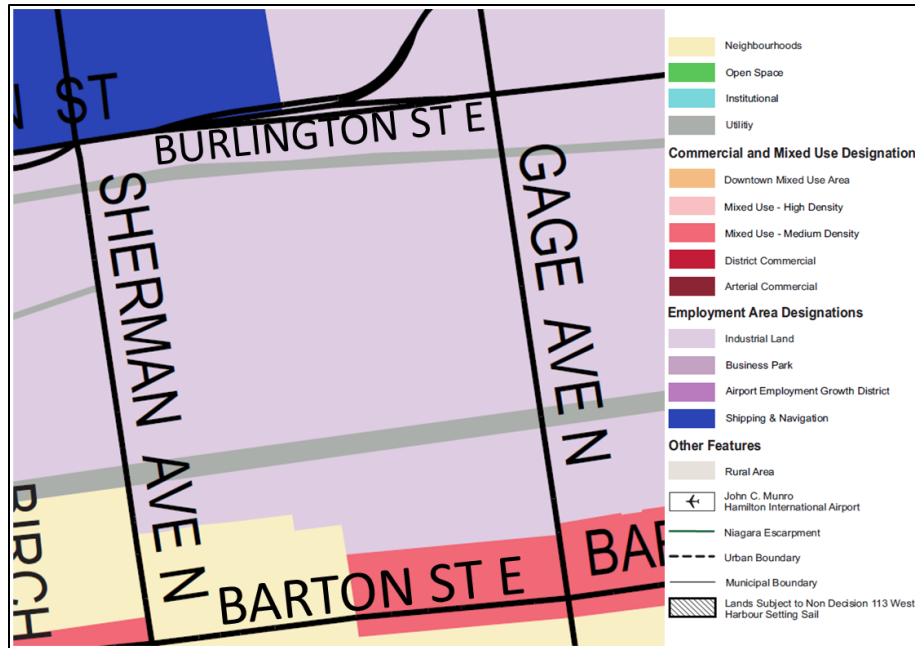 N ST
BURLINGTON ST E
SHERMAN AVE N
GAGE AVE N
BIRCH
BARTON ST E
BAR
Neighbourhoods
Open Space
Institutional
Utilitiy
Commercial and Mixed Use Designation
Downtown Mixed Use Area
Mixed Use - High Density
Mixed Use - Medium Density
District Commercial
Arterial Commercial
Employment Area Designations
Industrial Land
Business Park
Airport Employment Growth District
Shipping & Navigation
Other Features
Rural Area
John C. Munro
Hamilton International Airport
Niagara Escarpment
Urban Boundary
Municipal Boundary
Lands Subject to Non Decision 113 West
Harbour Setting Sail